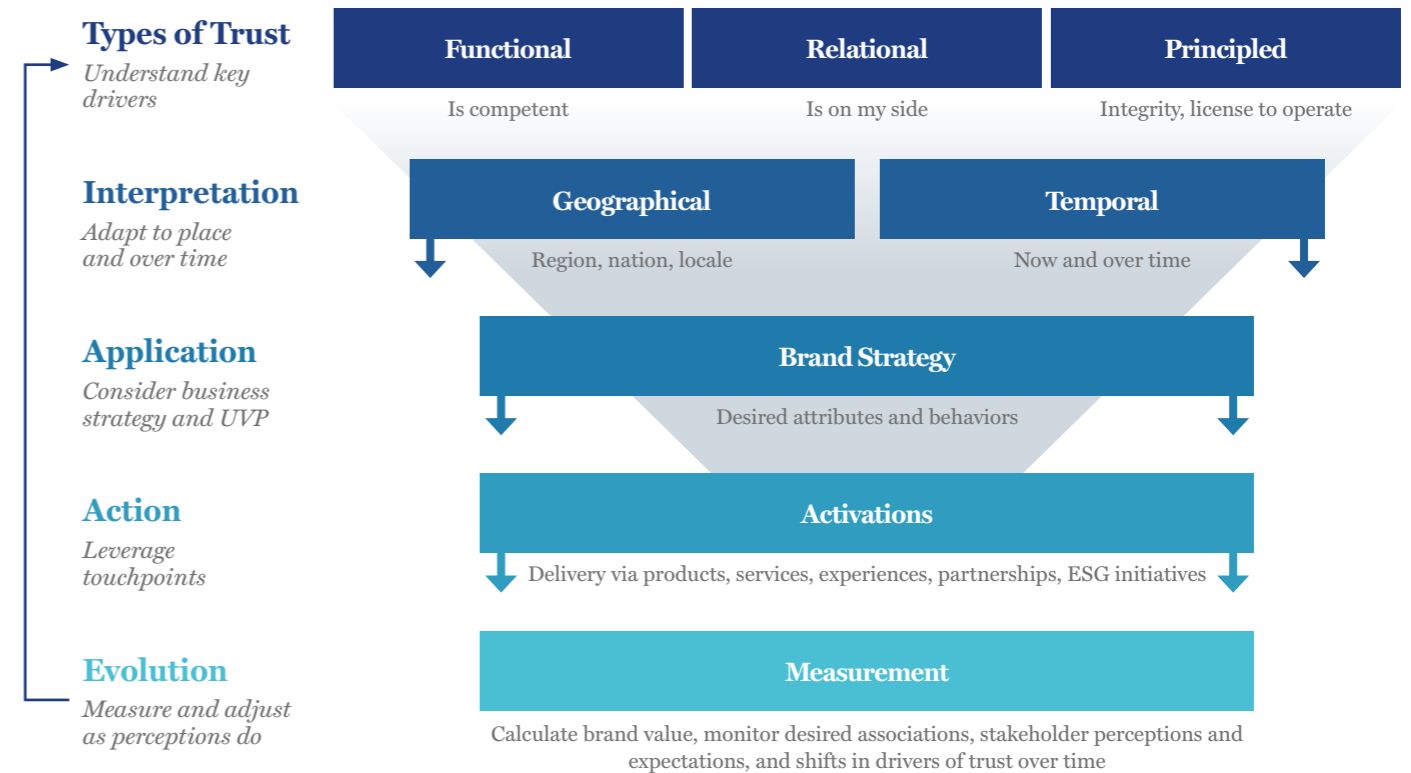 Types of Trust
Understand key
drivers
Functional
Relational
Principled
Is competent
Is on my side
Integrity, license to operate
Interpretation
Adapt to place
and over time
Geographical
Temporal
Region, nation, locale
Now and over time
Application
Consider business
strategy and UVP
Brand Strategy
Desired attributes and behaviors
Action
Leverage
touchpoints
Activations
Delivery via products, services, experiences, partnerships, ESG initiatives
Evolution
Measure and adjust
as perceptions do
Measurement
Calculate brand value, monitor desired associations, stakeholder perceptions and
expectations, and shifts in drivers of trust over time